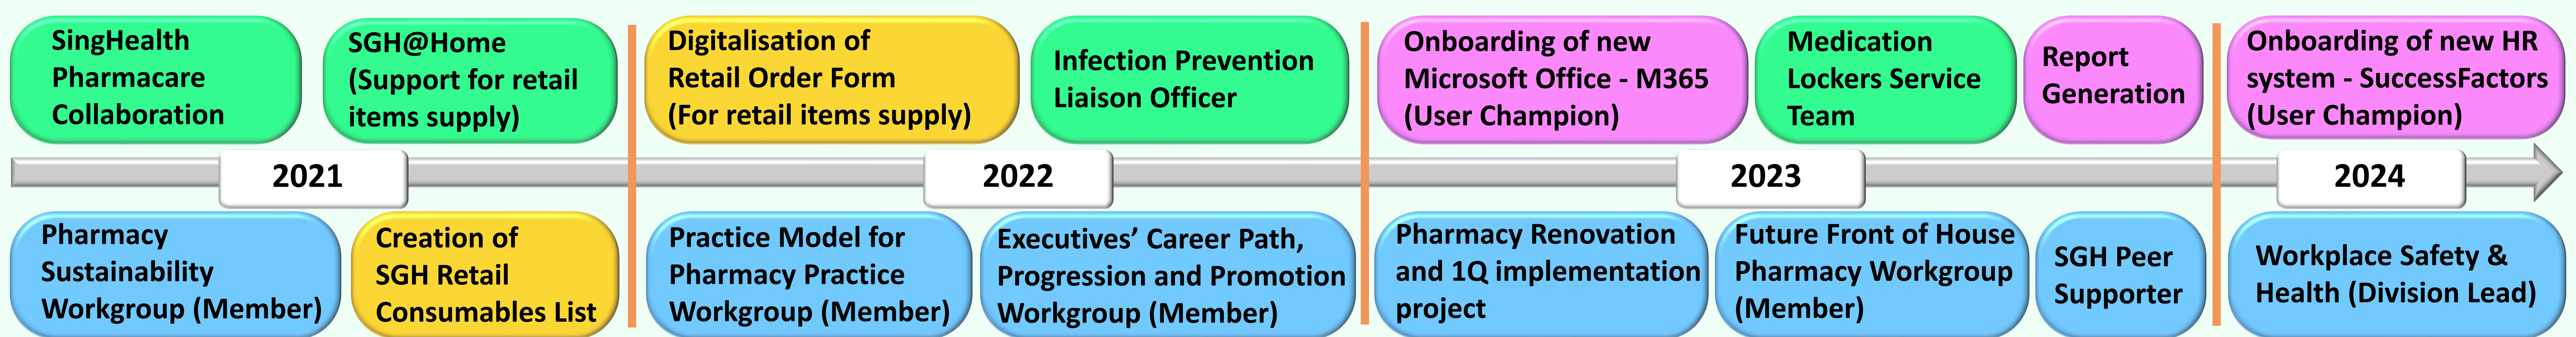 SingHealth
Pharmacare
Collaboration
SGH@Home
(Support for retail
items supply)
Digitalisation of
Retail Order Form
(For retail items supply)
Infection Prevention
Liaison Officer
Onboarding of new
Microsoft Office - M365
(User Champion)
Medication
Lockers Service
Team
Report
Generation
Onboarding of new HR
system - SuccessFactors
(User Champion)
2021
2022
2023
2024
Pharmacy
Sustainability
Workgroup (Member)
Creation of
SGH Retail
Consumables List
Practice Model for
Pharmacy Practice
Workgroup (Member)
Executives’ Career Path,
Progression and Promotion
Workgroup (Member)
Pharmacy Renovation
and 1Q implementation
project
Future Front of House
Pharmacy Workgroup
(Member)
SGH Peer
Supporter
Workplace Safety &
Health (Division Lead)